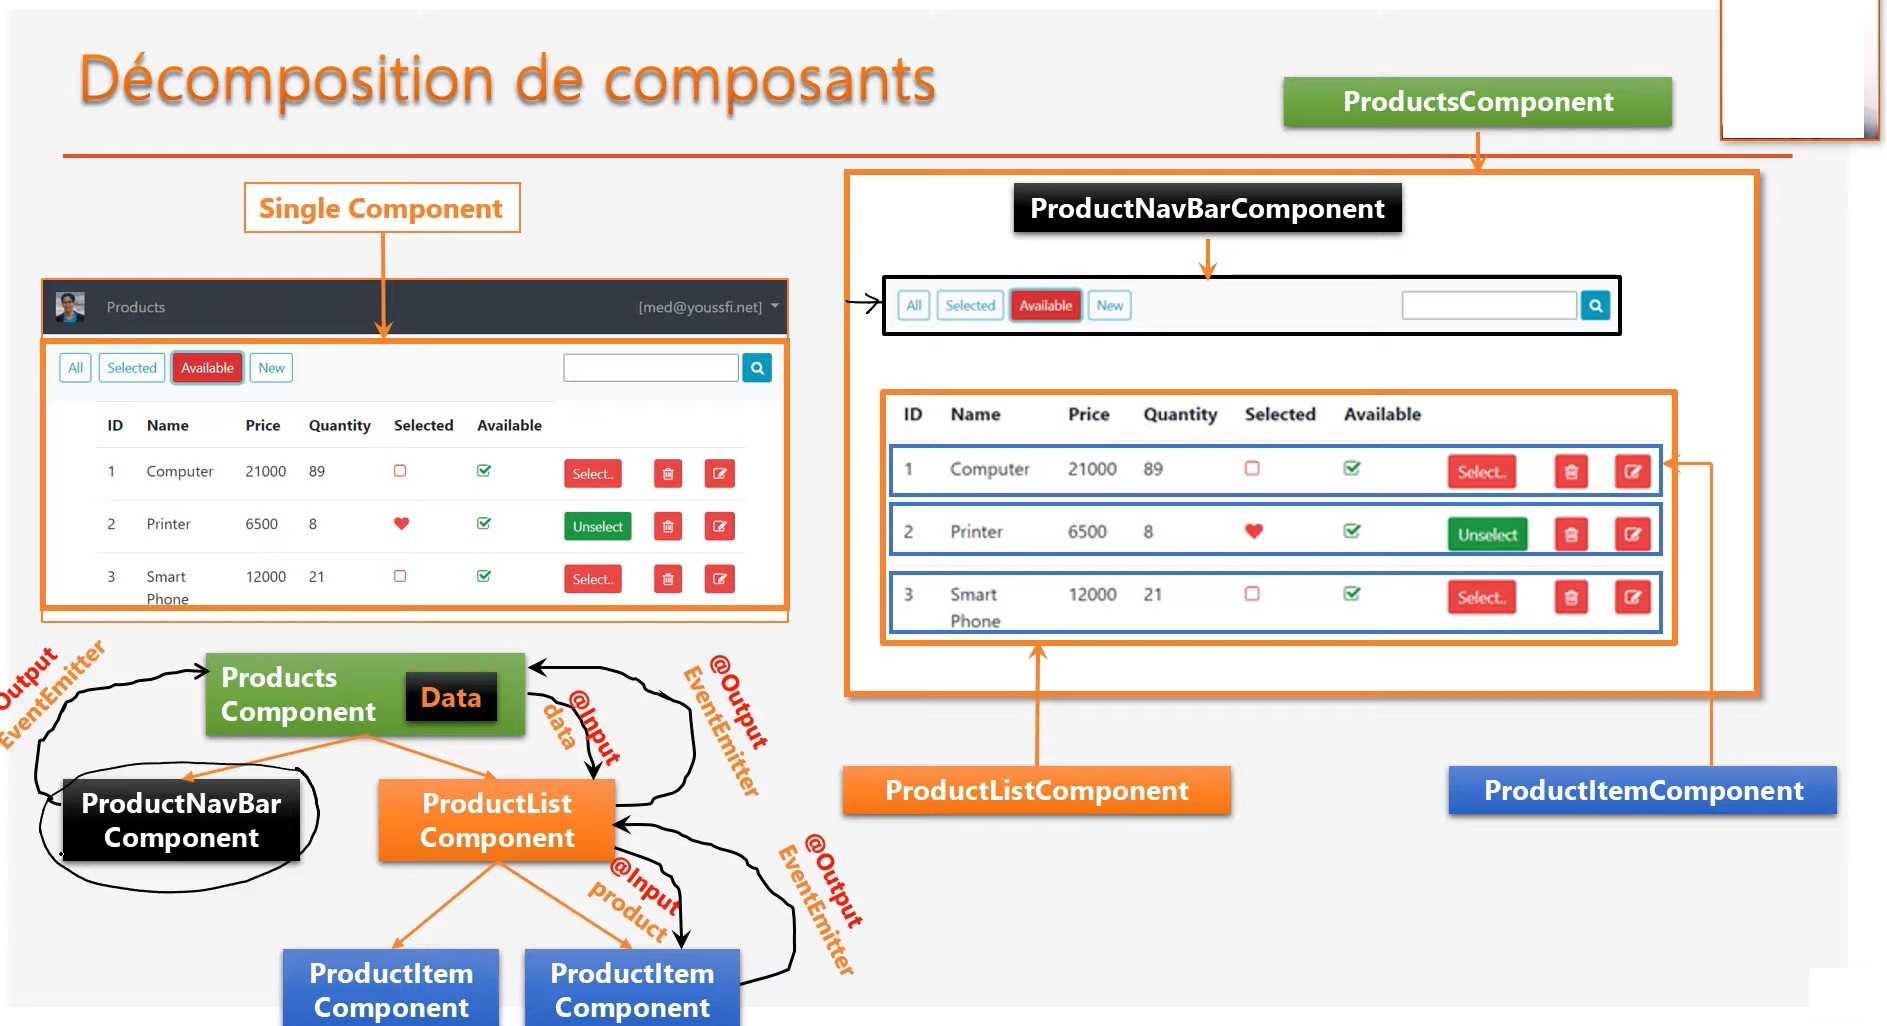 Décomposition de composants
ProductsComponent
Single Component
ProductNavBarComponent
Products [med@youssfi.net]
All Selected Available New
ID Name Price Quantity Selected Available
1 Computer 21000 89 Select..
2 Printer 6500 8 Unselect
3 Smart Phone 12000 21 Select..
All Selected Available New
ID Name Price Quantity Selected Available
1 Computer 21000 89 Select..
2 Printer 6500 8 Unselect
3 Smart Phone 12000 21 Select..
ProductListComponent
ProductItemComponent
Output
EventEmitter
Products
Component
Data
@Input
data
@Output
EventEmitter
ProductNavBar
Component
ProductList
Component
@Input
product
@Output
EventEmitter
ProductItem
Component
ProductItem
Component